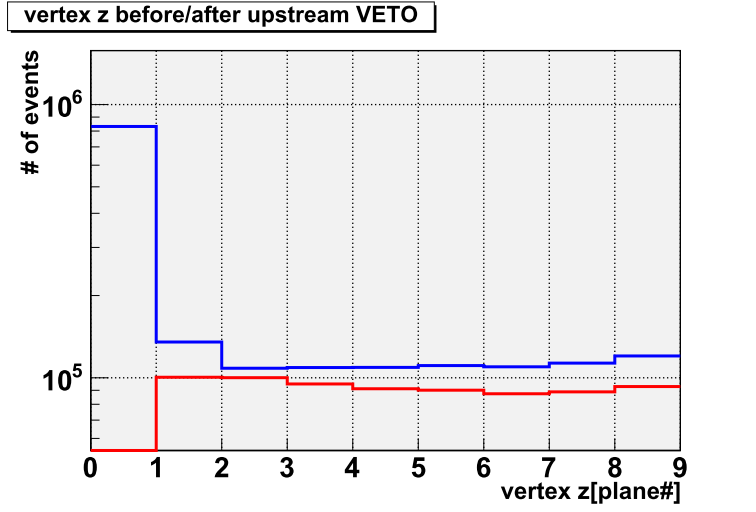 vertex z before/after upstream VETO
# of events
10^6
10^5
0 1 2 3 4 5 6 7 8 9
vertex z[plane#]